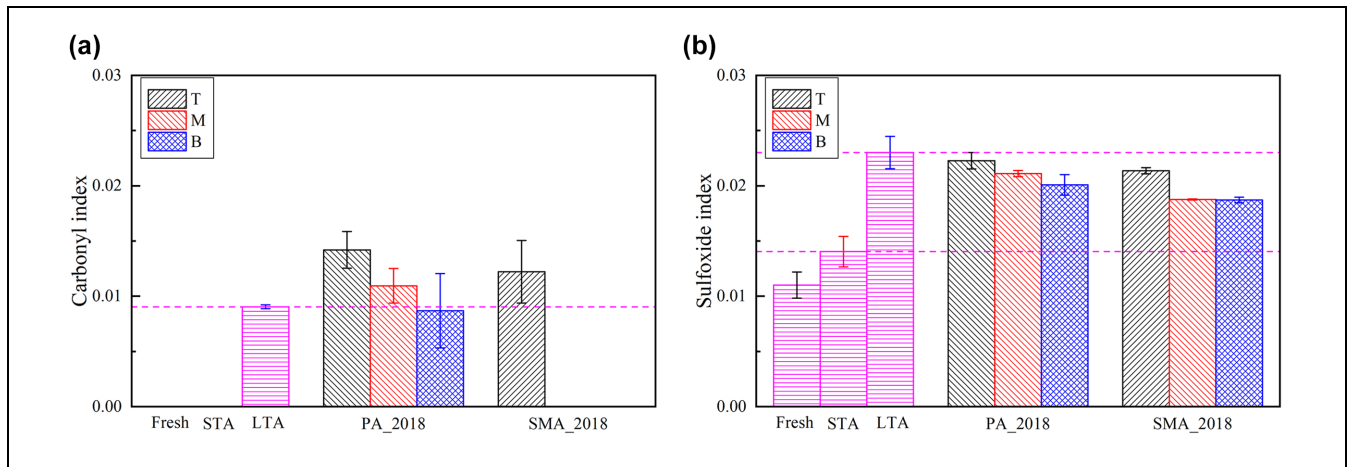 (a)
Carbonyl index
0.03
0.02
0.01
0.00
T
M
B
Fresh STA LTA PA_2018 SMA_2018
(b)
Sulfoxide index
0.03
0.02
0.01
0.00
T
M
B
Fresh STA LTA PA_2018 SMA_2018